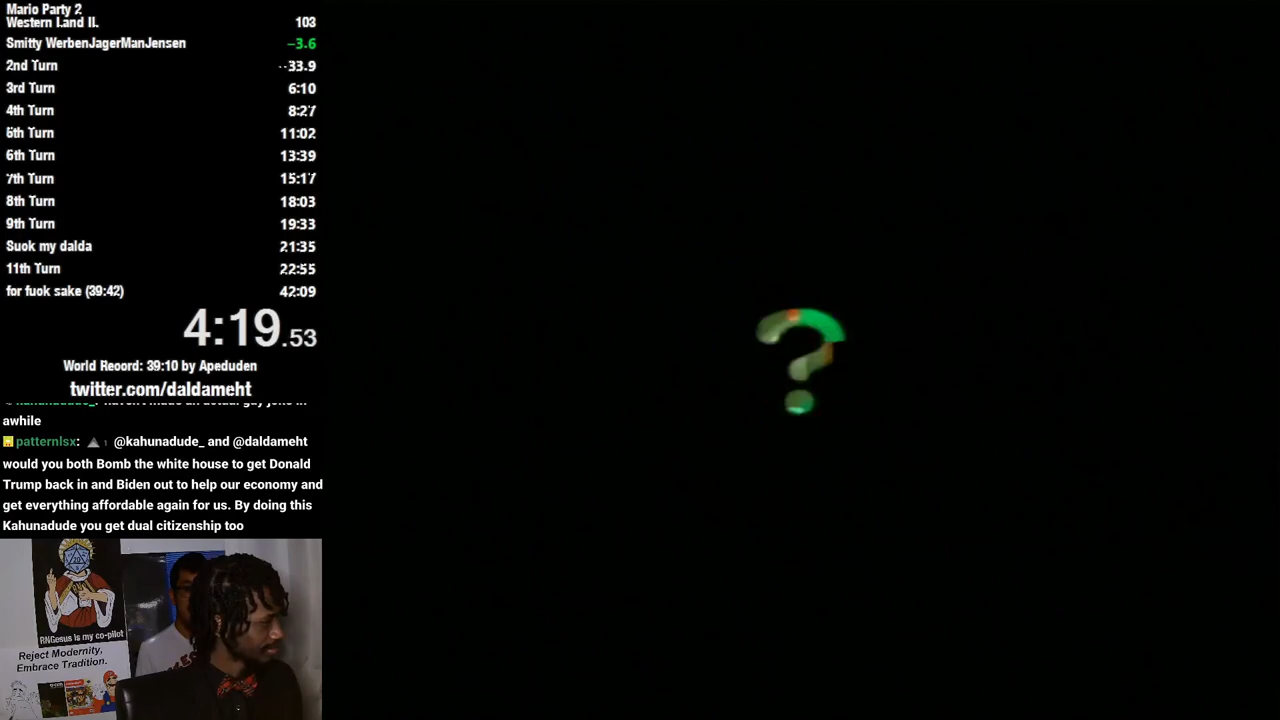 Mario Party 2
Western Land II. 103
Smitty WerbenJagerManJensen -3.6
2nd Turn -33.9
3rd Turn 6:10
4th Turn 8:27
5th Turn 11:02
6th Turn 13:39
7th Turn 15:17
8th Turn 18:03
9th Turn 19:33
Suck my dalda 21:35
11th Turn 22:55
for fuck sake (39:42) 42:09
4:19.53
World Record: 39:10 by Apeduden
twitter.com/daldameht
awhile
patternlsx: 1 @kahunadude_ and @daldameht
would you both Bomb the white house to get Donald
Trump back in and Biden out to help our economy and
get everything affordable again for us. By doing this
Kahunadude you get dual citizenship too
?
RNGesus is my co-pilot
Reject Modernity,
Embrace Tradition.